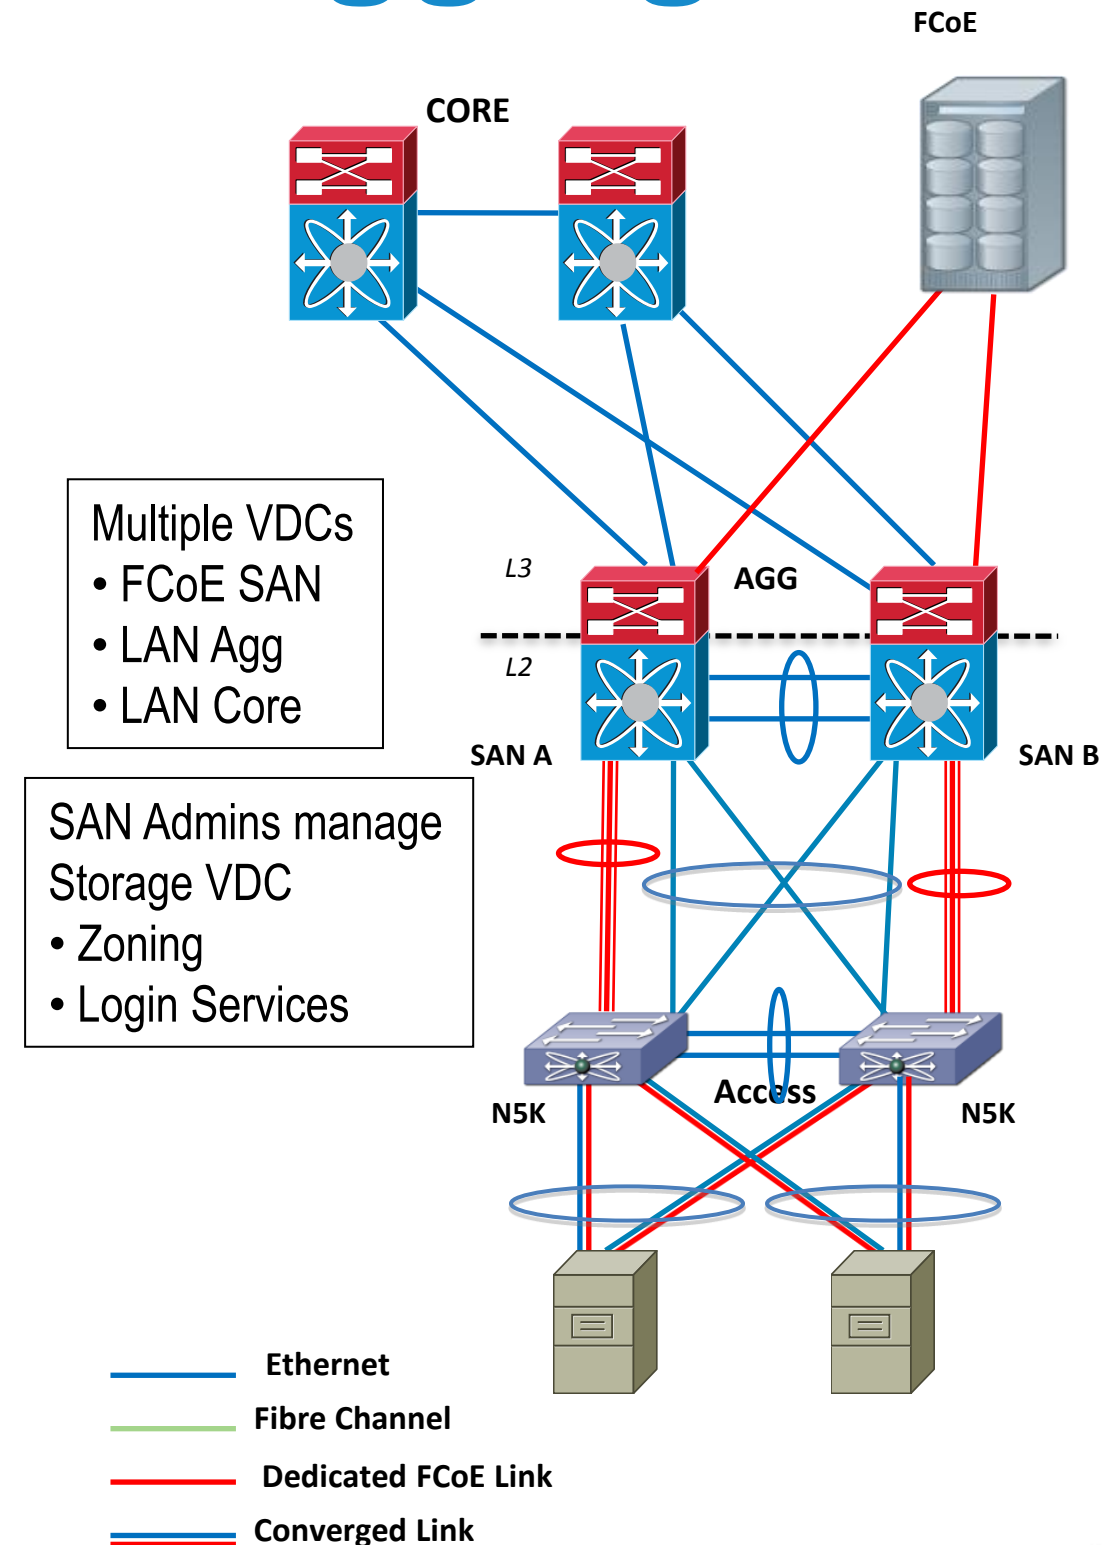 FCoE
CORE
Multiple VDCs
• FCoE SAN
• LAN Agg
• LAN Core
L3
AGG
L2
SAN A
SAN B
SAN Admins manage
Storage VDC
• Zoning
• Login Services
Access
N5K
N5K
Ethernet
Fibre Channel
Dedicated FCoE Link
Converged Link